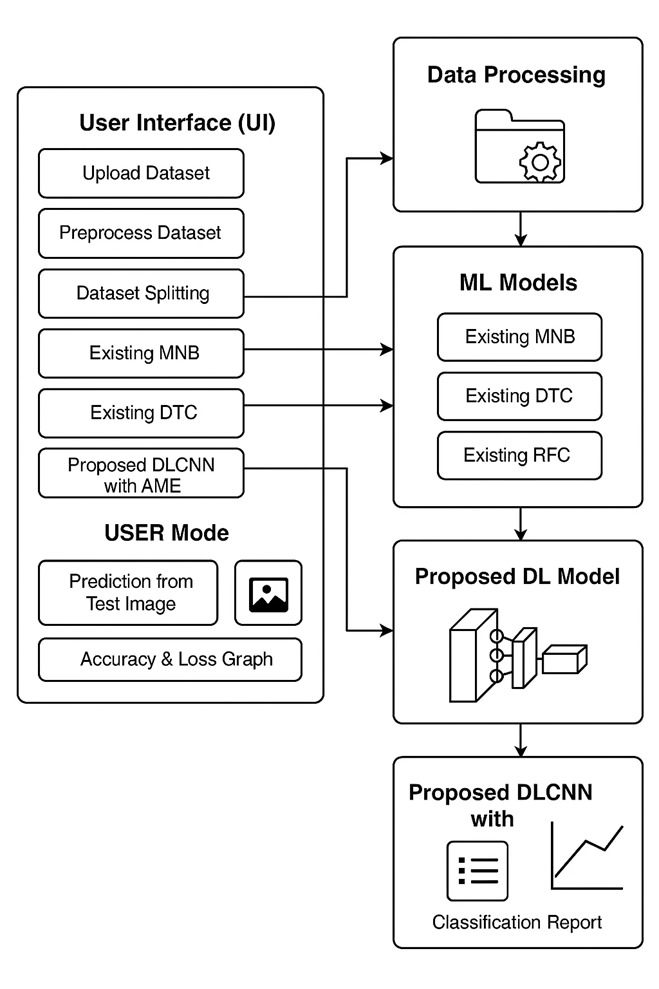 User Interface (UI)
Upload Dataset
Preprocess Dataset
Dataset Splitting
Existing MNB
Existing DTC
Proposed DLCNN
with AME
USER Mode
Prediction from
Test Image
Accuracy & Loss Graph
Data Processing
ML Models
Existing MNB
Existing DTC
Existing RFC
Proposed DL Model
Proposed DLCNN
with
Classification Report